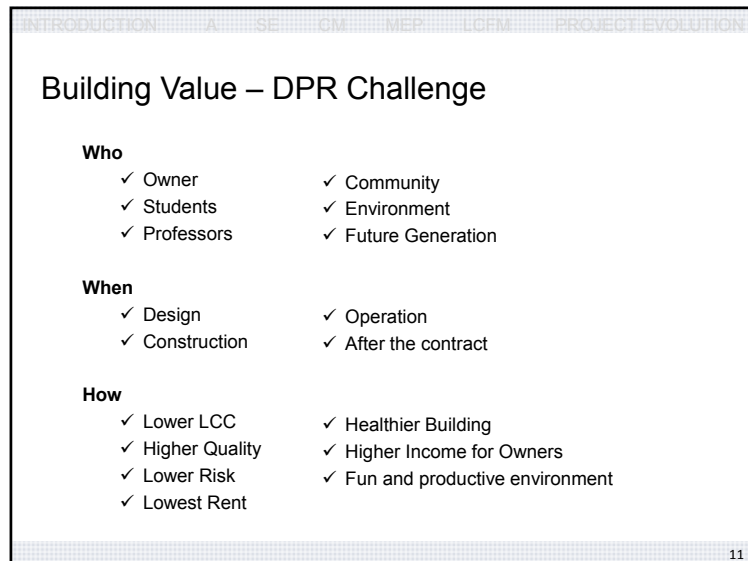 INTRODUCTION A SE CM MEP LCFM PROJECT EVOLUTION
Building Value – DPR Challenge
Who
✓ Owner
✓ Students
✓ Professors
✓ Community
✓ Environment
✓ Future Generation
When
✓ Design
✓ Construction
✓ Operation
✓ After the contract
How
✓ Lower LCC
✓ Higher Quality
✓ Lower Risk
✓ Lowest Rent
✓ Healthier Building
✓ Higher Income for Owners
✓ Fun and productive environment
11